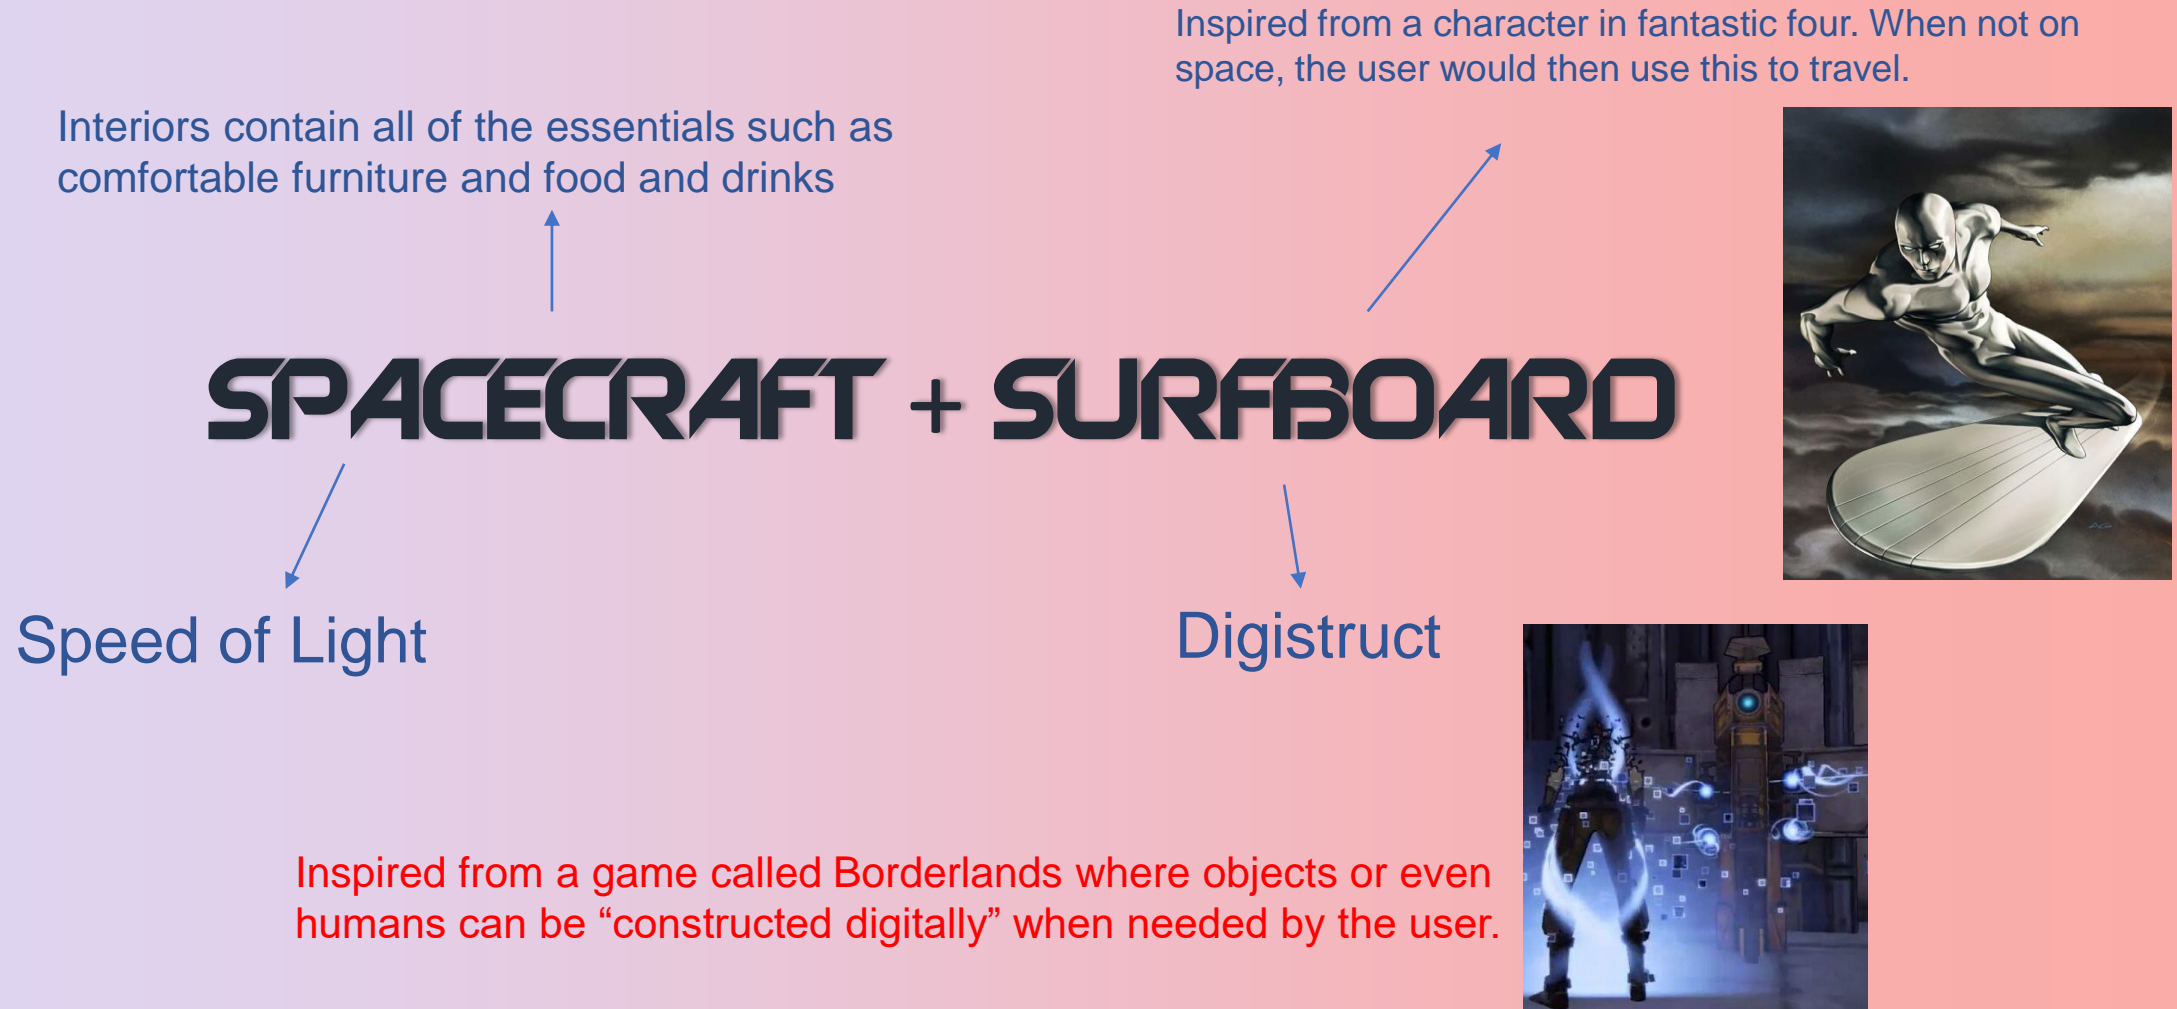 Inspired from a character in fantastic four. When not on
space, the user would then use this to travel.
Interiors contain all of the essentials such as
comfortable furniture and food and drinks
SPACECRAFT + SURFBOARD
Speed of Light
Digistruct
Inspired from a game called Borderlands where objects or even
humans can be “constructed digitally” when needed by the user.